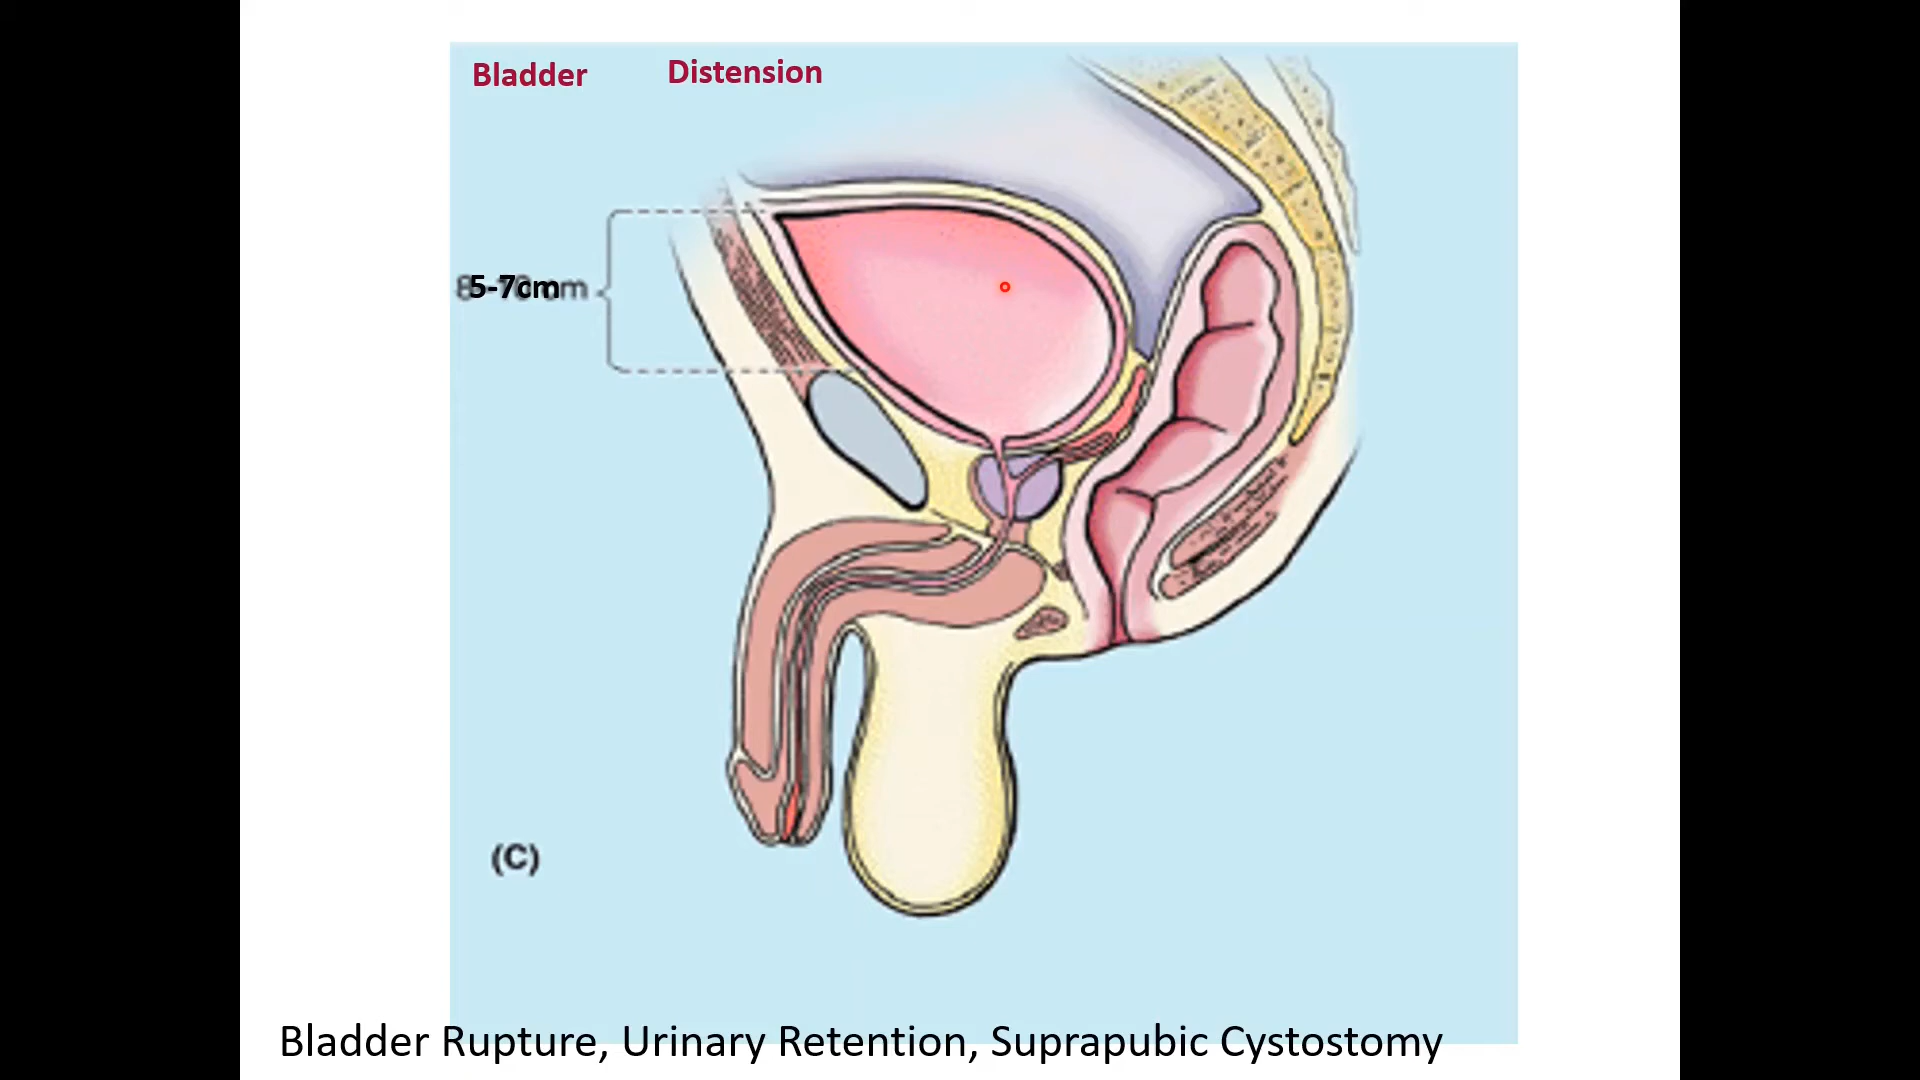 Bladder Distension
5-7cm
(C)
Bladder Rupture, Urinary Retention, Suprapubic Cystostomy